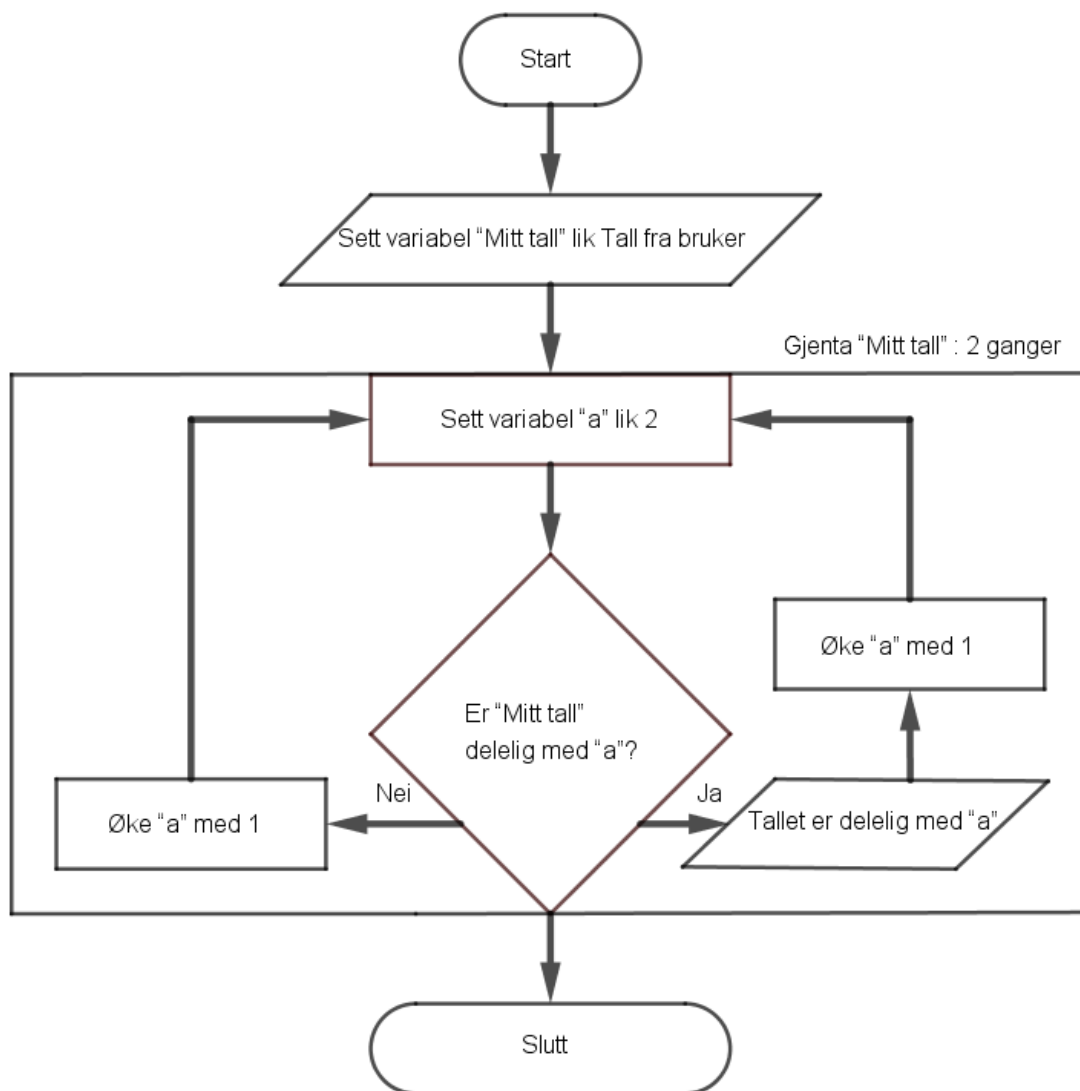 Start
Sett variabel “Mitt tall” lik Tall fra bruker
Gjenta “Mitt tall” : 2 ganger
Sett variabel “a” lik 2
Øke “a” med 1
Er “Mitt tall”
delelig med “a”?
Nei
Ja
Øke “a” med 1
Tallet er delelig med “a”
Slutt